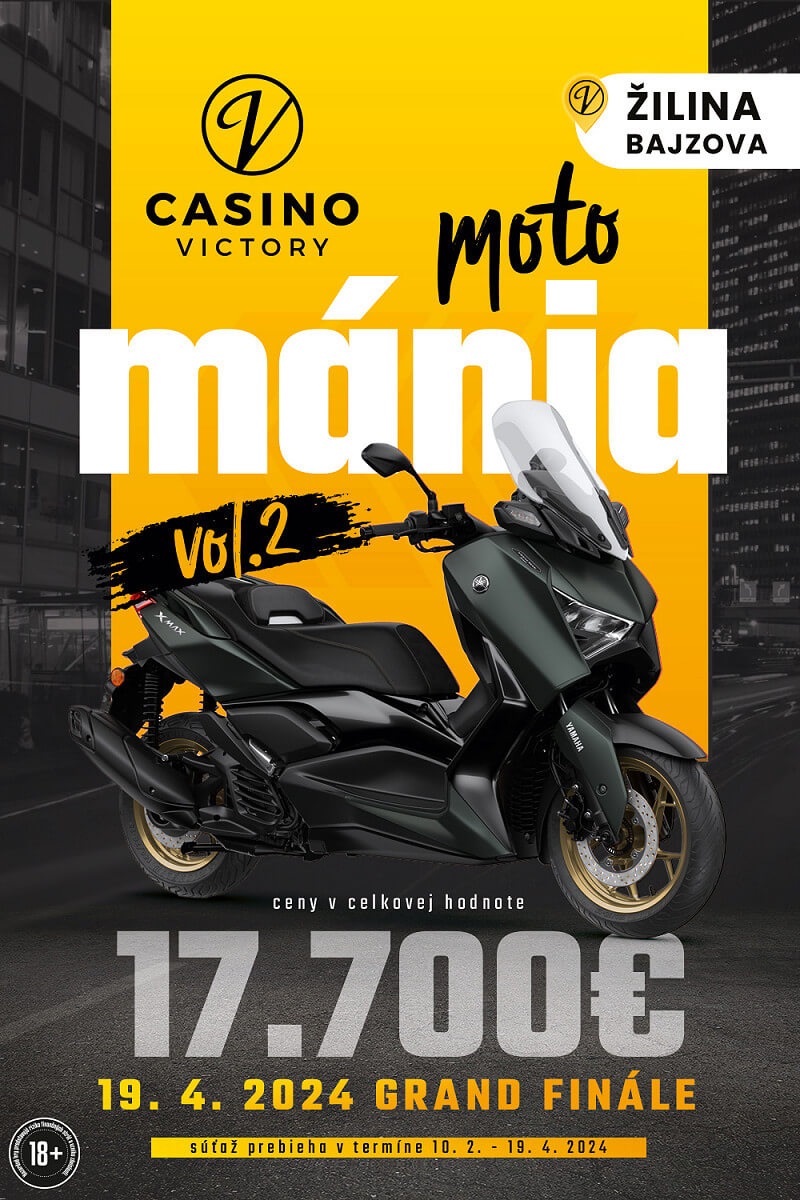 ŽILINA
BAJZOVA
V
CASINO
VICTORY
moto
mánia
vol.2
XMAX
YAMAHA
ceny v celkovej hodnote
17.700€
19. 4. 2024 GRAND FINÁLE
súťaž prebieha v termíne 10. 2. - 19. 4. 2024
18+